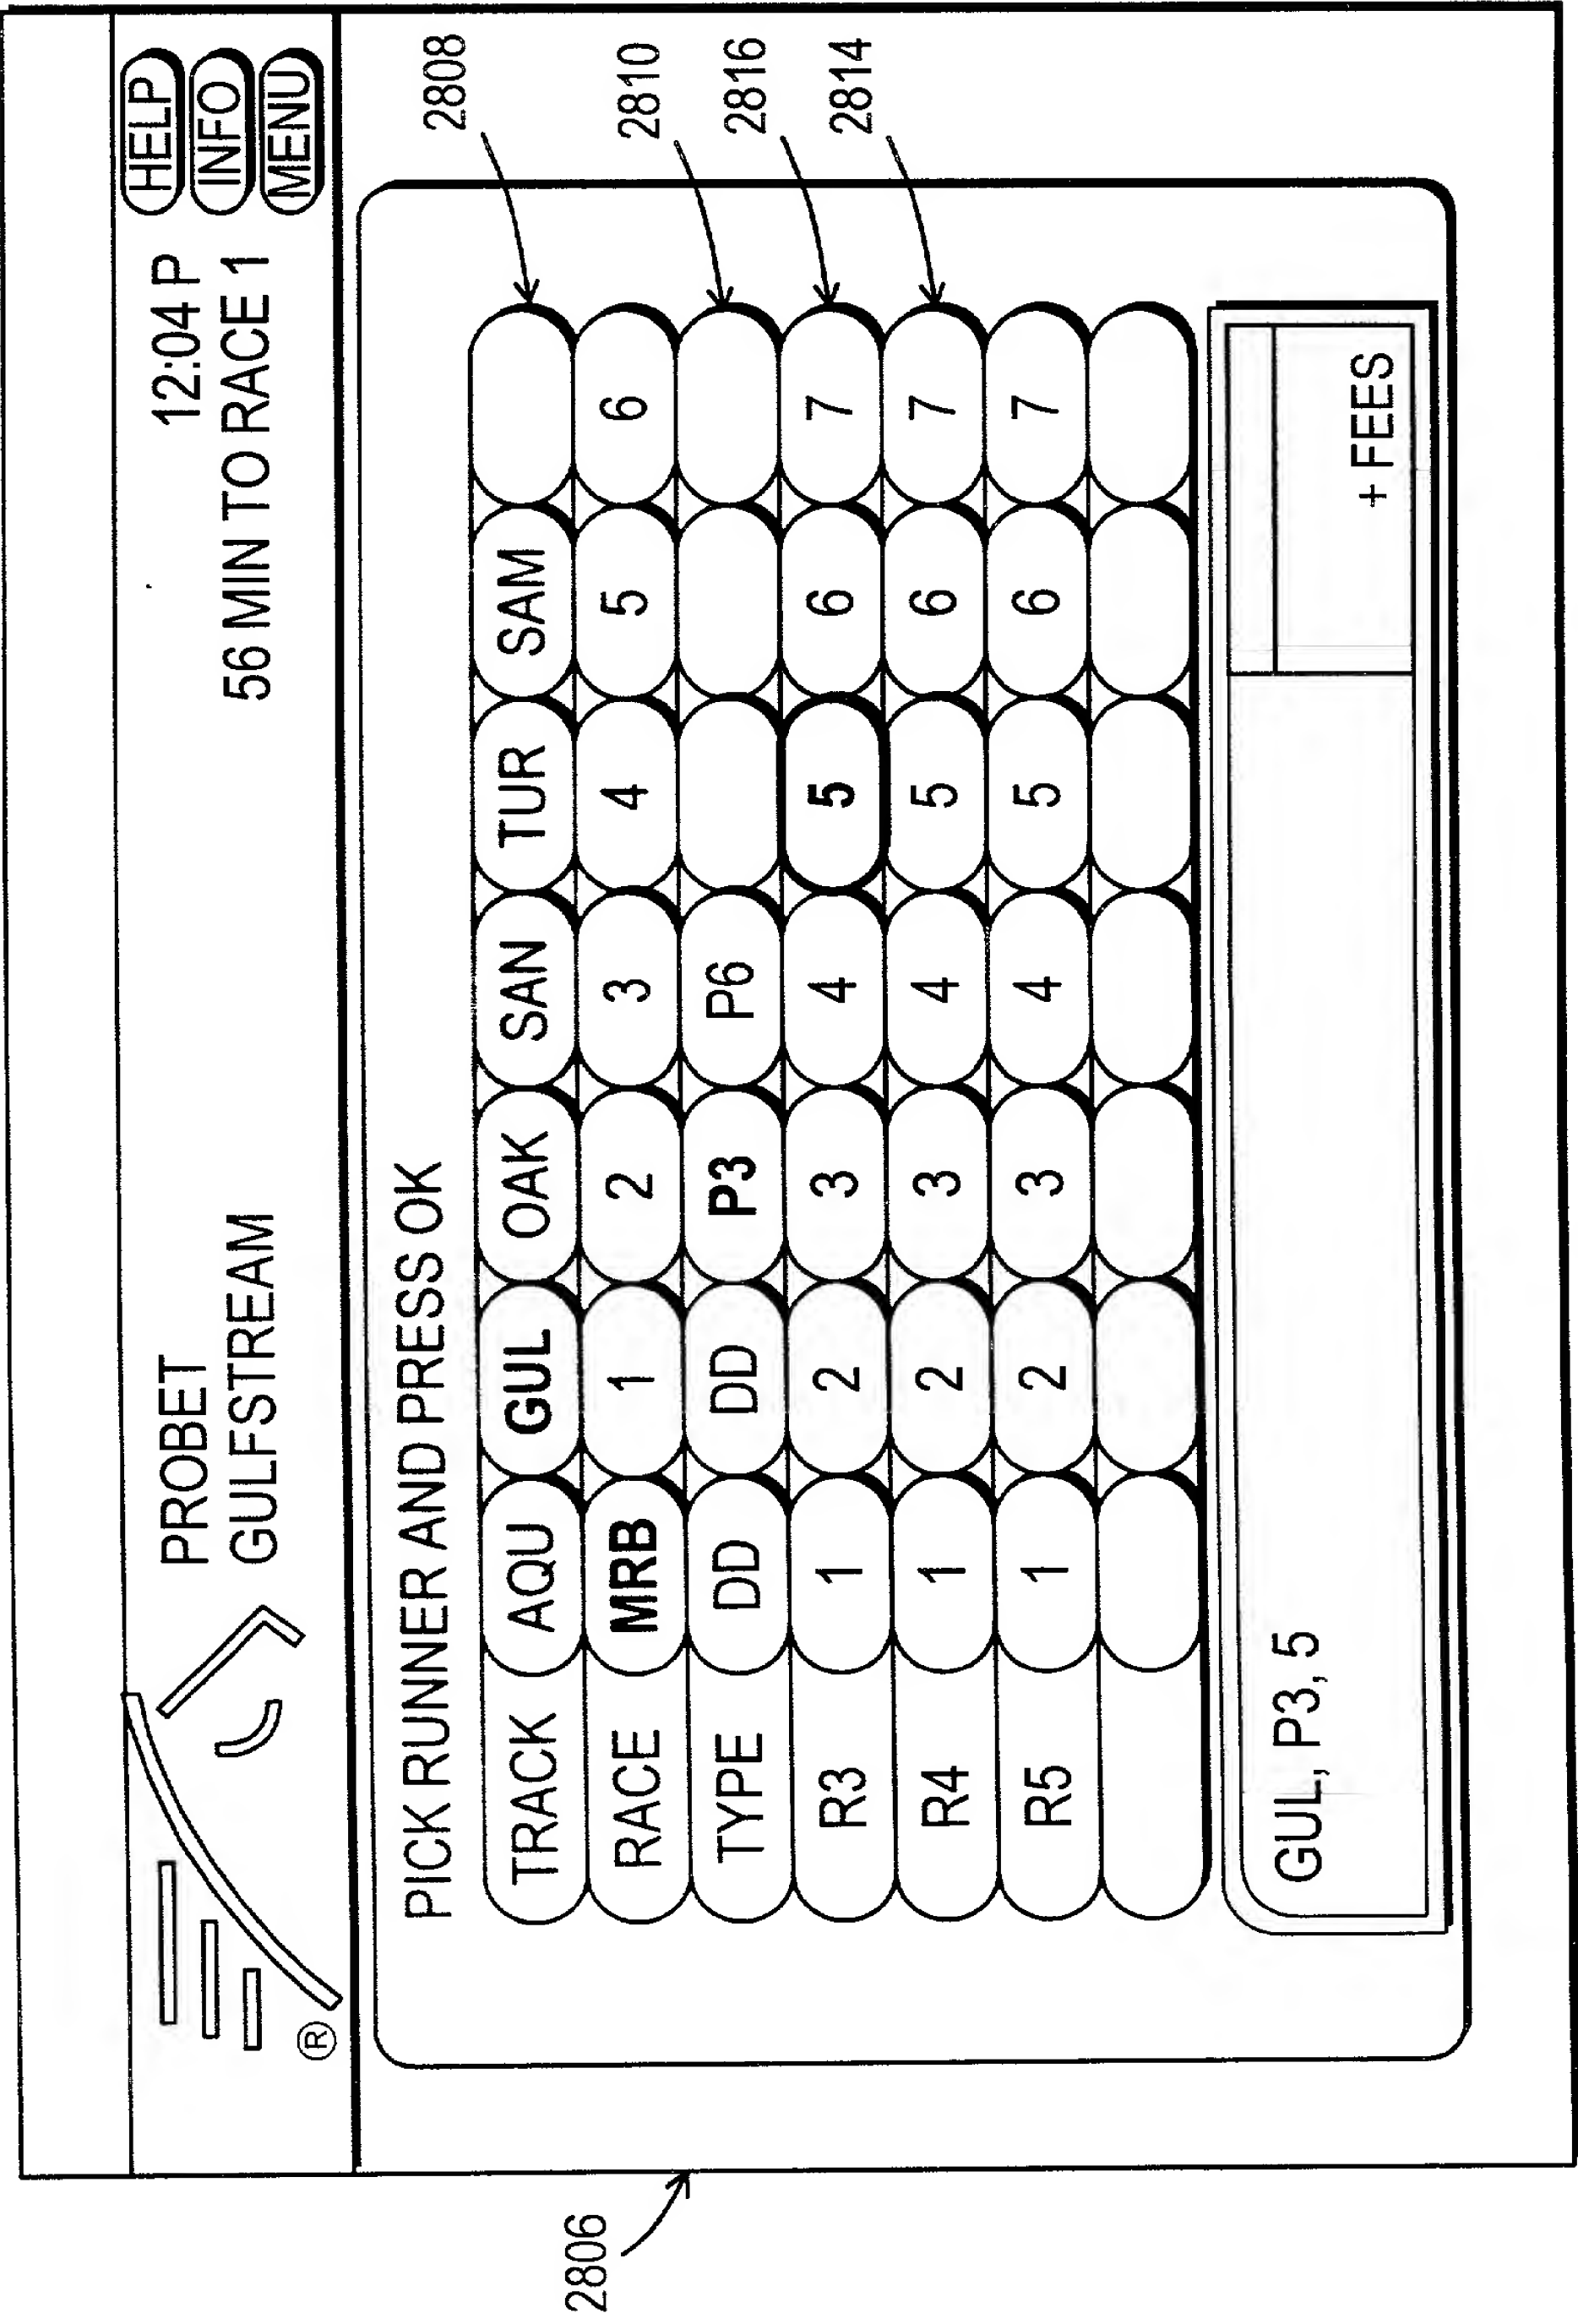 PROBET 12:04 P HELP
GULFSTREAM 56 MIN TO RACE 1 INFO
MENU
®
PICK RUNNER AND PRESS OK
TRACK AQU GUL OAK SAN TUR SAM
RACE MRB 1 2 3 4 5 6
TYPE DD DD P3 P6
R3 1 2 3 4 5 6 7
R4 1 2 3 4 5 6 7
R5 1 2 3 4 5 6 7
GUL, P3, 5
+ FEES
2808
2810
2816
2814
2806